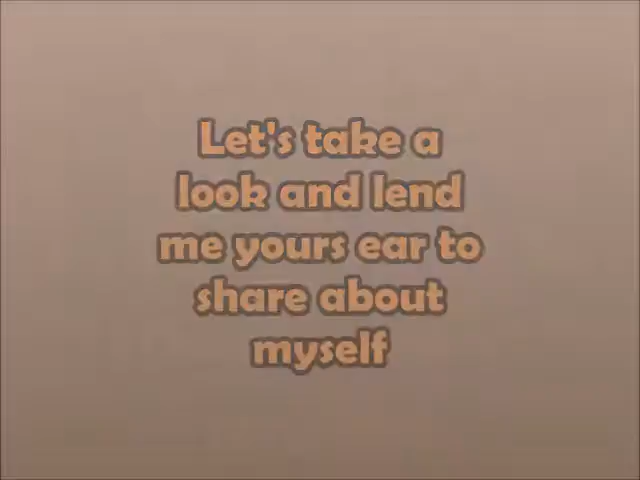 Let's take a
look and lend
me yours ear to
share about
myself